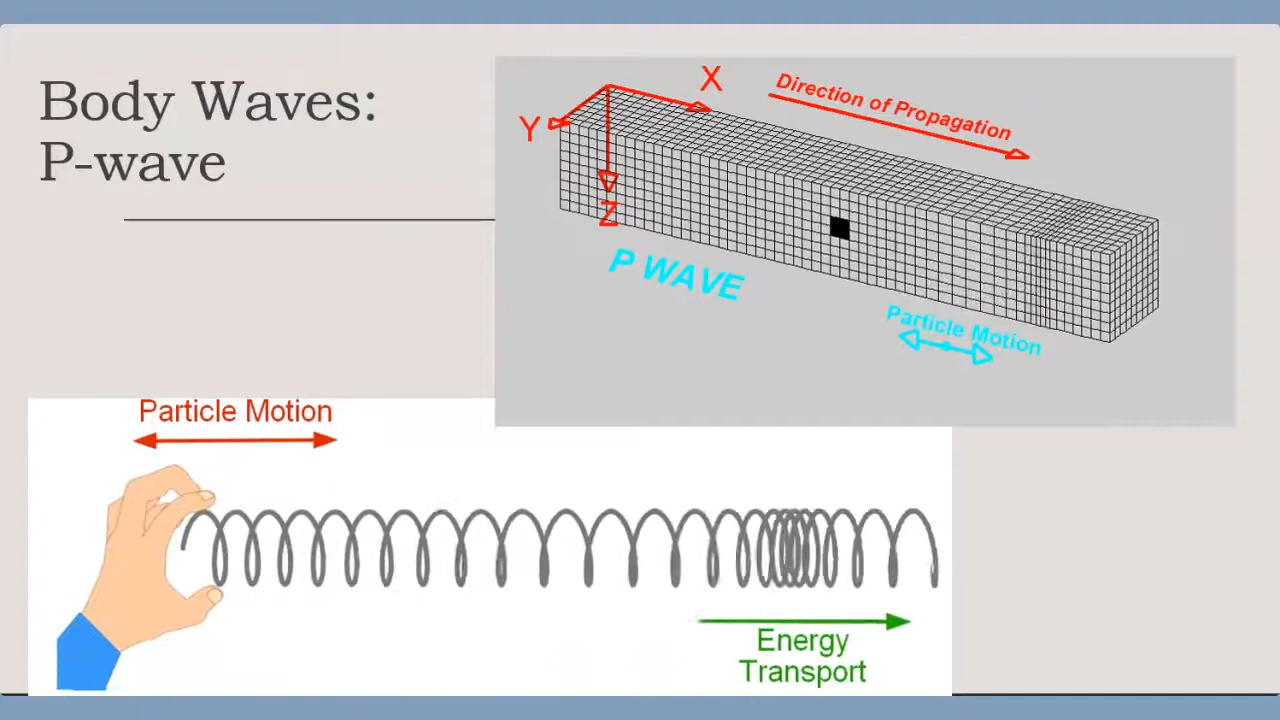 Body Waves:
P-wave
X
Direction of Propagation
Y
Z
P WAVE
Particle Motion
Particle Motion
Energy
Transport